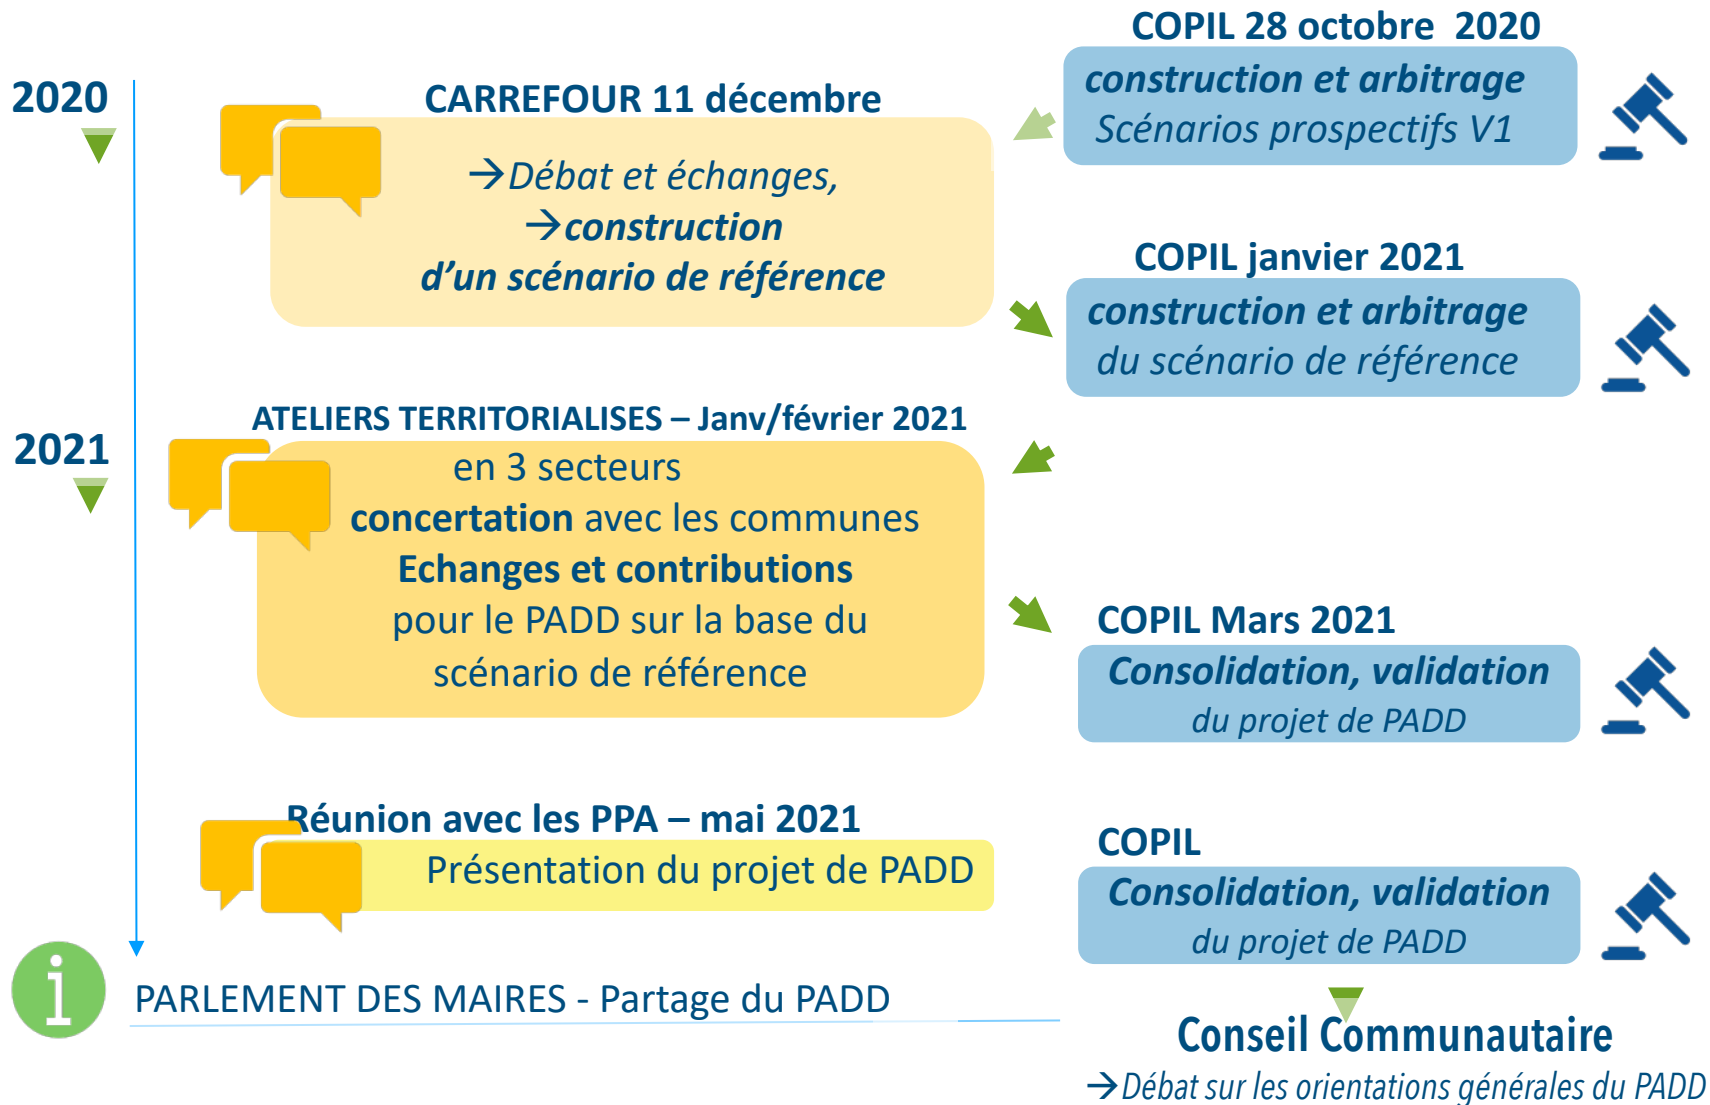 COPIL 28 octobre 2020
construction et arbitrage
Scénarios prospectifs V1
2020
CARREFOUR 11 décembre
→Débat et échanges,
→construction
d’un scénario de référence
COPIL janvier 2021
construction et arbitrage
du scénario de référence
2021
ATELIERS TERRITORIALISES – Janv/février 2021
en 3 secteurs
concertation avec les communes
Echanges et contributions
pour le PADD sur la base du
scénario de référence
COPIL Mars 2021
Consolidation, validation
du projet de PADD
Réunion avec les PPA – mai 2021
Présentation du projet de PADD
COPIL
Consolidation, validation
du projet de PADD
i
PARLEMENT DES MAIRES - Partage du PADD
Conseil Communautaire
→Débat sur les orientations générales du PADD